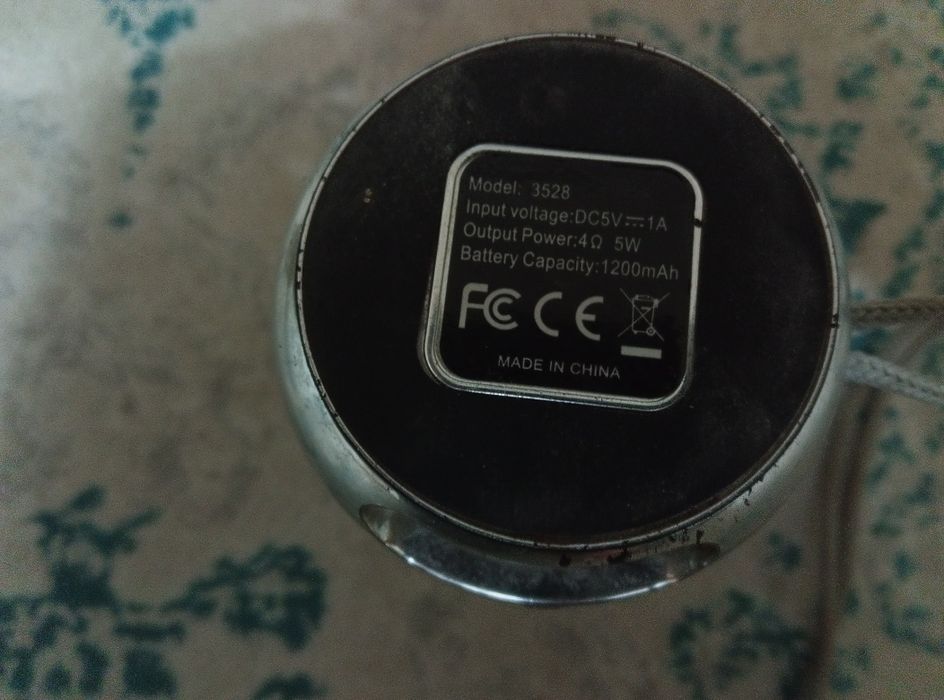 Model: 3528
Input voltage:DC5V⎓1A
Output Power:4Ω 5W
Battery Capacity:1200mAh
FC CE
MADE IN CHINA